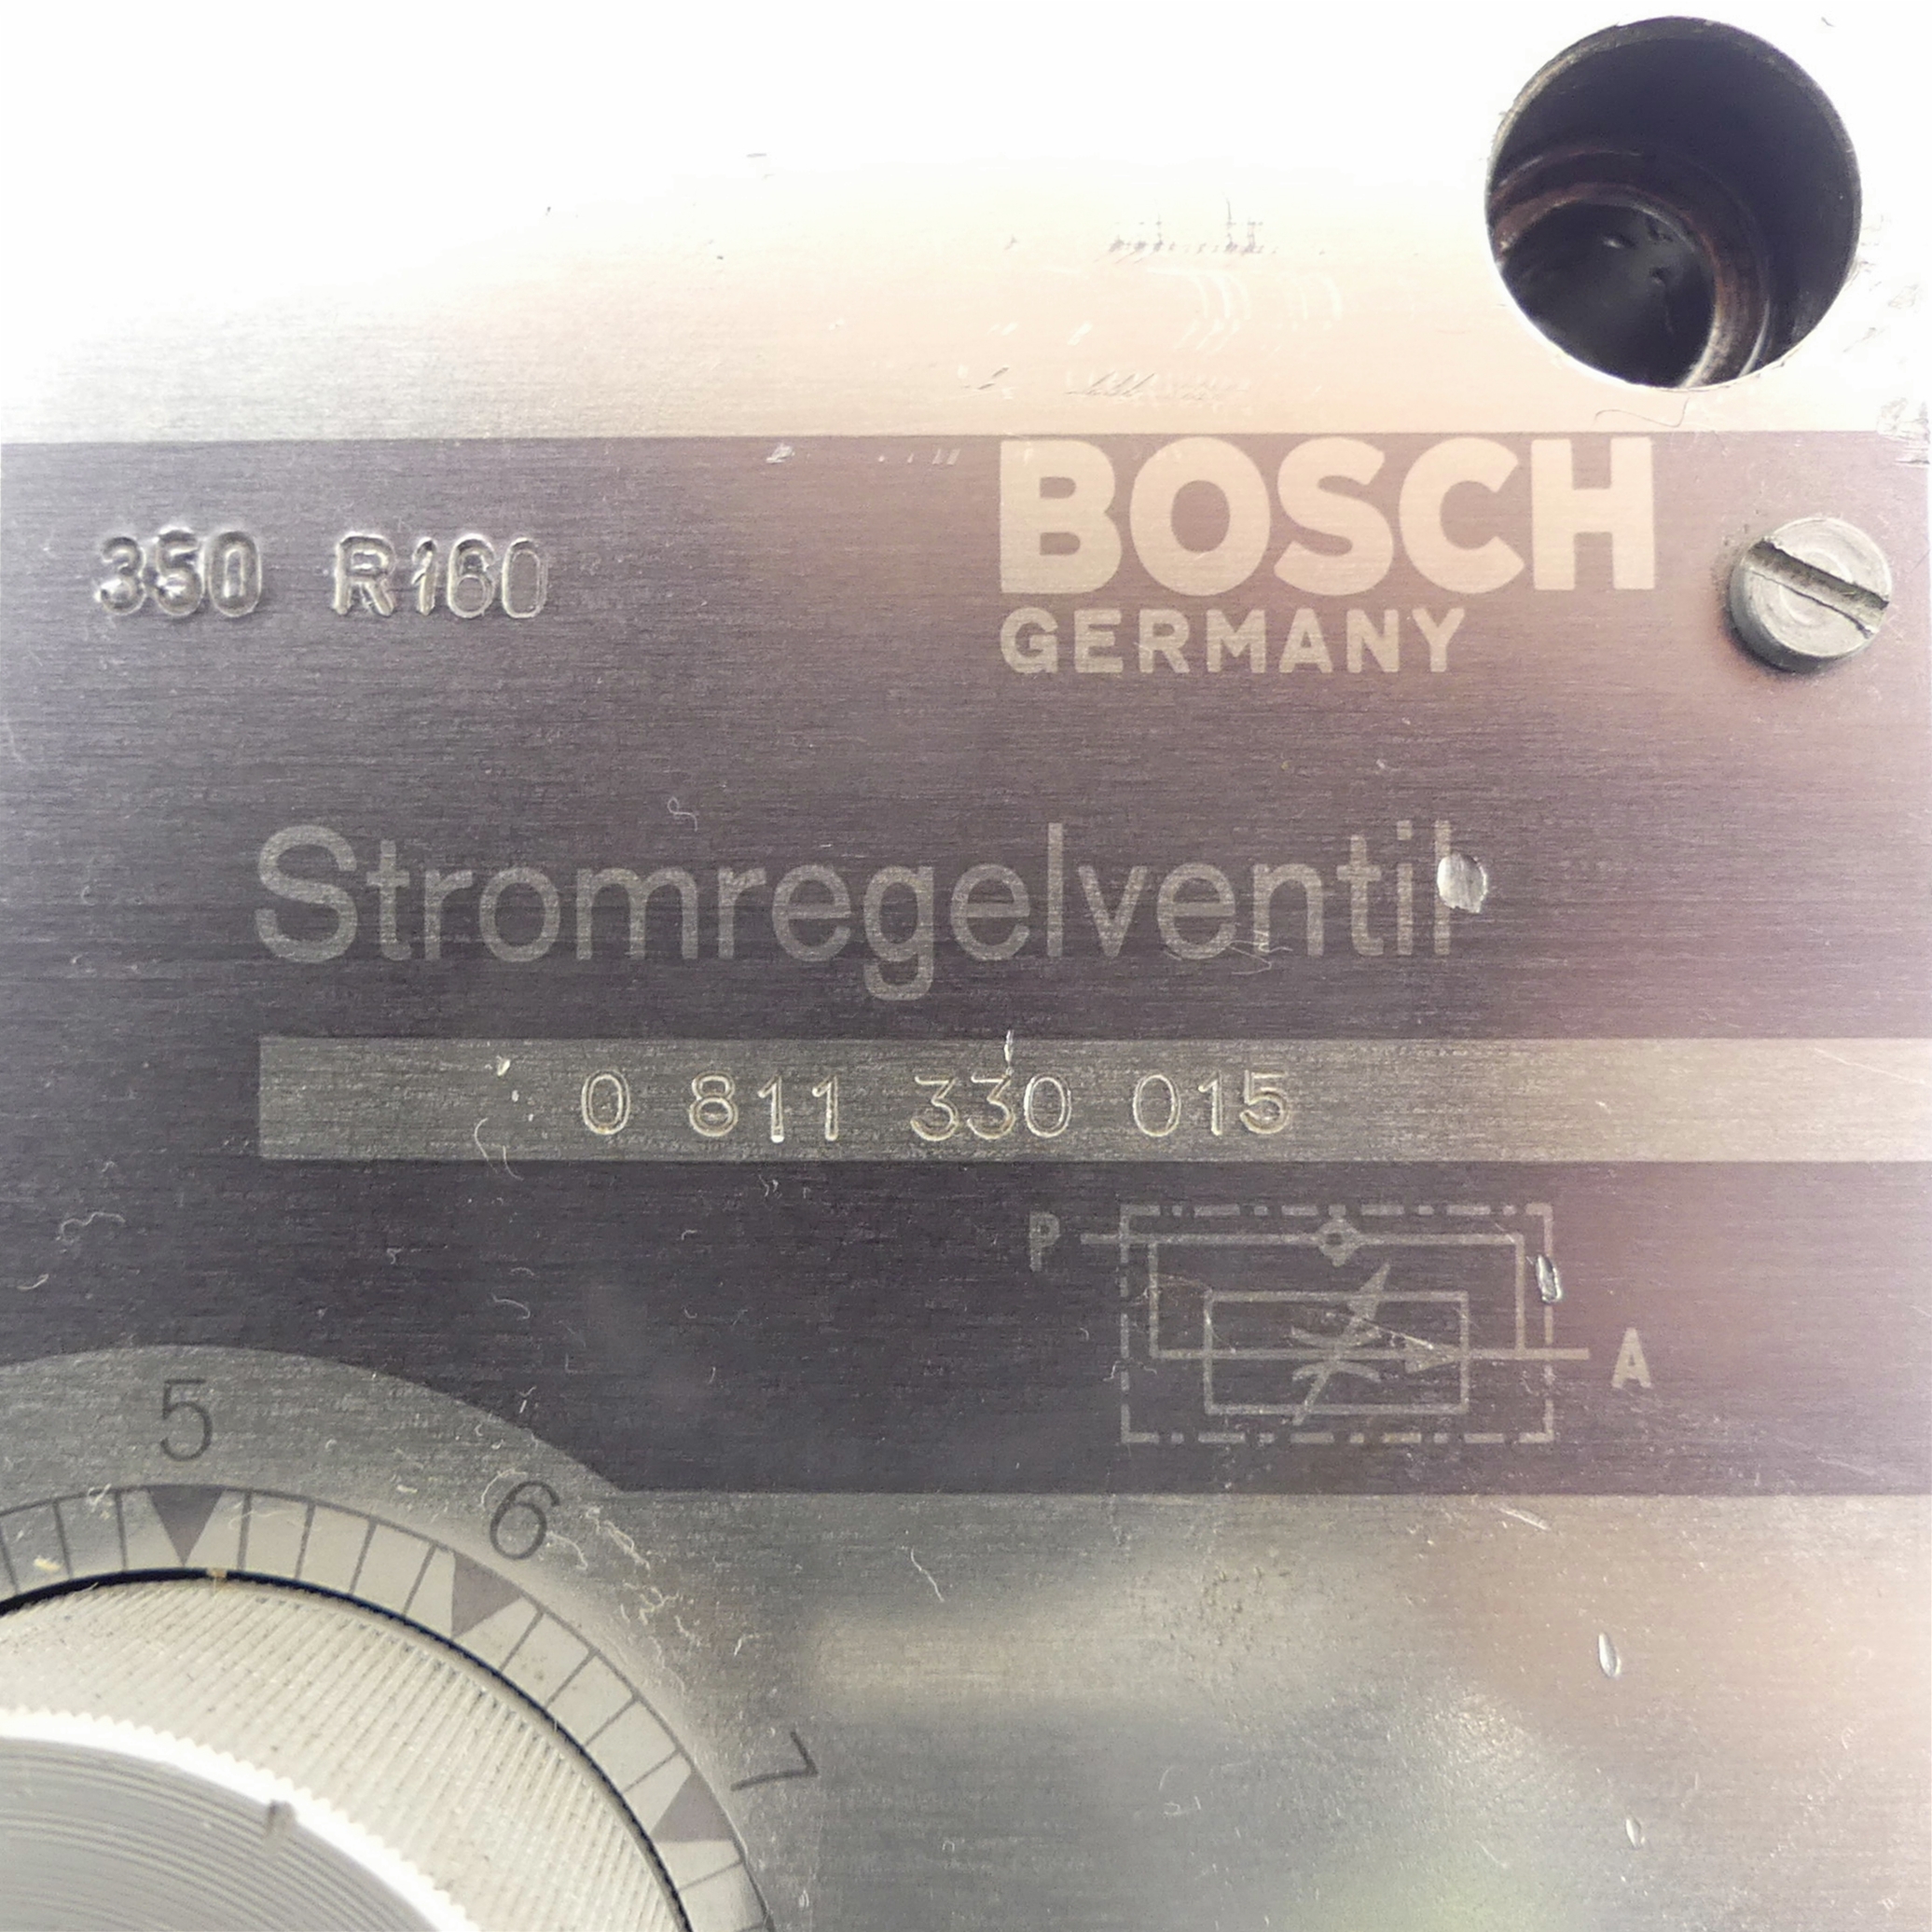 350 R160
BOSCH
GERMANY
Stromregelventil
0 811 330 015
P
A
5
6
7